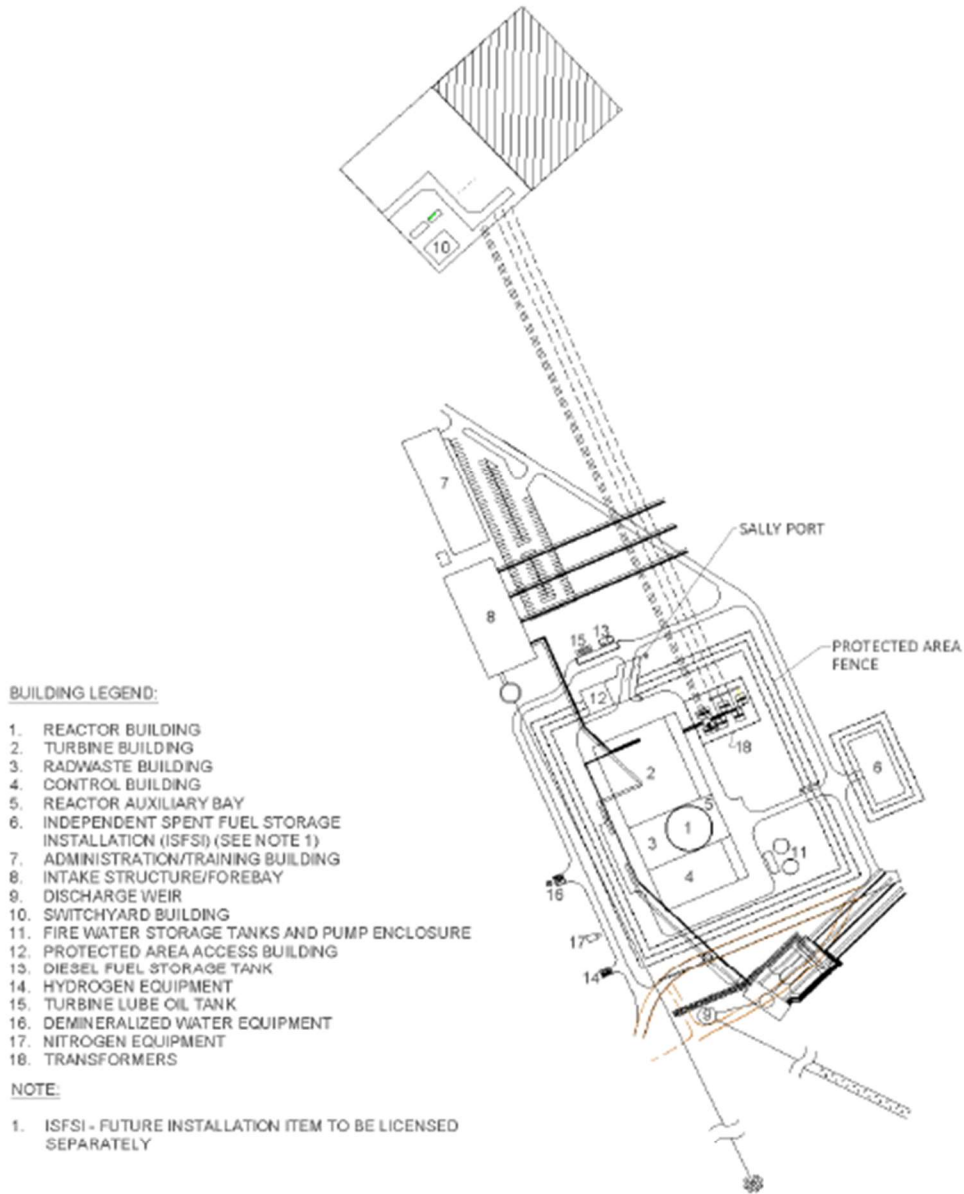 10
7
SALLY PORT
8
15 13
PROTECTED AREA
FENCE
12
18
2
6
5
1
3
11
4
16
17
14
9
BUILDING LEGEND:
1. REACTOR BUILDING
2. TURBINE BUILDING
3. RADWASTE BUILDING
4. CONTROL BUILDING
5. REACTOR AUXILIARY BAY
6. INDEPENDENT SPENT FUEL STORAGE
INSTALLATION (ISFSI) (SEE NOTE 1)
7. ADMINISTRATION/TRAINING BUILDING
8. INTAKE STRUCTURE/FOREBAY
9. DISCHARGE WEIR
10. SWITCHYARD BUILDING
11. FIRE WATER STORAGE TANKS AND PUMP ENCLOSURE
12. PROTECTED AREA ACCESS BUILDING
13. DIESEL FUEL STORAGE TANK
14. HYDROGEN EQUIPMENT
15. TURBINE LUBE OIL TANK
16. DEMINERALIZED WATER EQUIPMENT
17. NITROGEN EQUIPMENT
18. TRANSFORMERS
NOTE:
1. ISFSI - FUTURE INSTALLATION ITEM TO BE LICENSED
SEPARATELY